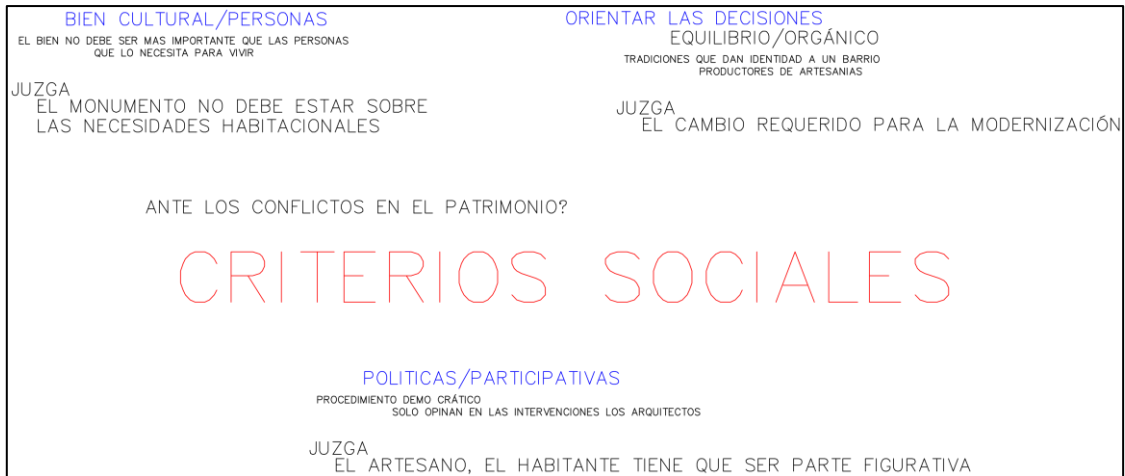 BIEN CULTURAL/PERSONAS
EL BIEN NO DEBE SER MAS IMPORTANTE QUE LAS PERSONAS
QUE LO NECESITA PARA VIVIR
JUZGA
EL MONUMENTO NO DEBE ESTAR SOBRE
LAS NECESIDADES HABITACIONALES
ORIENTAR LAS DECISIONES
EQUILIBRIO/ORGÁNICO
TRADICIONES QUE DAN IDENTIDAD A UN BARRIO
PRODUCTORES DE ARTESANIAS
JUZGA
EL CAMBIO REQUERIDO PARA LA MODERNIZACIÓN
ANTE LOS CONFLICTOS EN EL PATRIMONIO?
CRITERIOS SOCIALES
POLITICAS/PARTICIPATIVAS
PROCEDIMIENTO DEMO CRÁTICO
SOLO OPINAN EN LAS INTERVENCIONES LOS ARQUITECTOS
JUZGA
EL ARTESANO, EL HABITANTE TIENE QUE SER PARTE FIGURATIVA